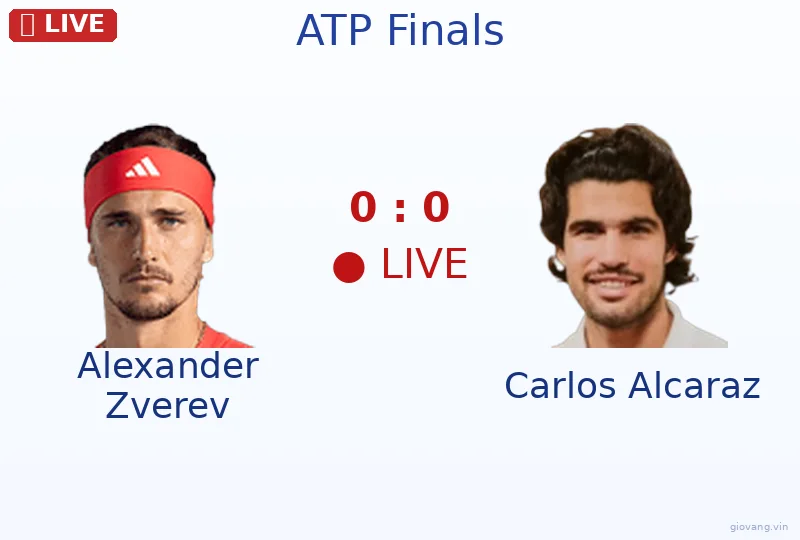 LIVE
ATP Finals
0 : 0
● LIVE
Alexander
Zverev
Carlos Alcaraz
giovang.vin